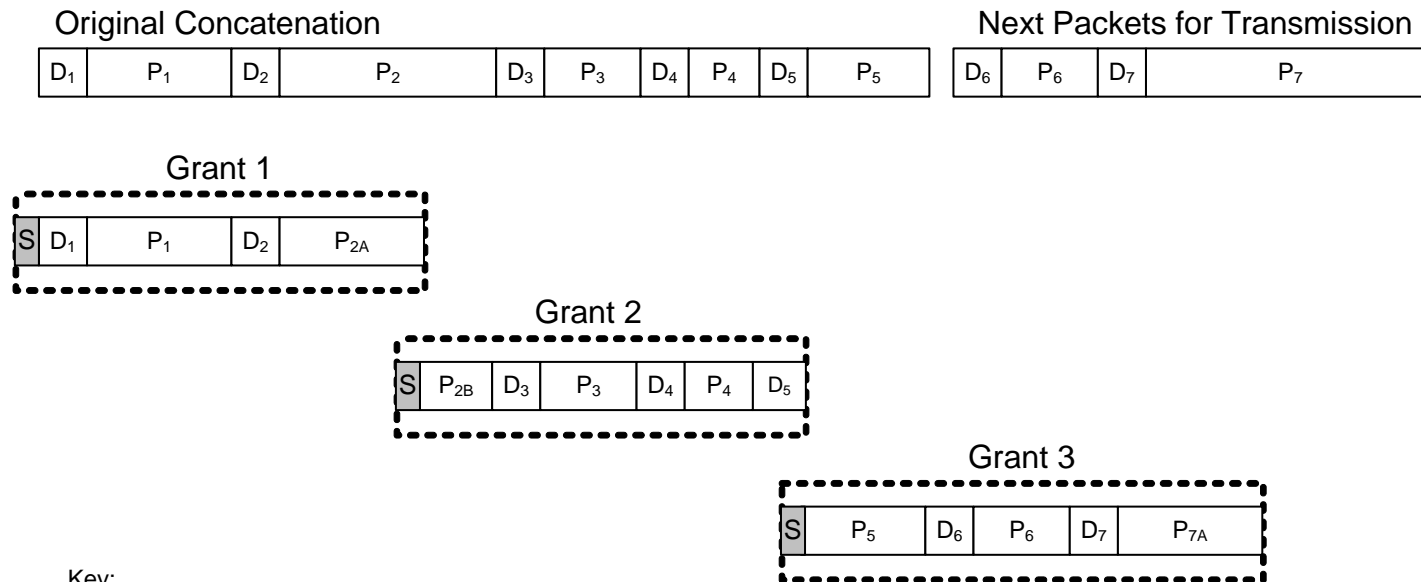 Original Concatenation
Next Packets for Transmission
D₁ P₁ D₂ P₂ D₃ P₃ D₄ P₄ D₅ P₅ D₆ P₆ D₇ P₇
Grant 1
S D₁ P₁ D₂ P₂ₐ
Grant 2
S P₂B D₃ P₃ D₄ P₄ D₅
Grant 3
S P₅ D₆ P₆ D₇ P₇ₐ
Key: